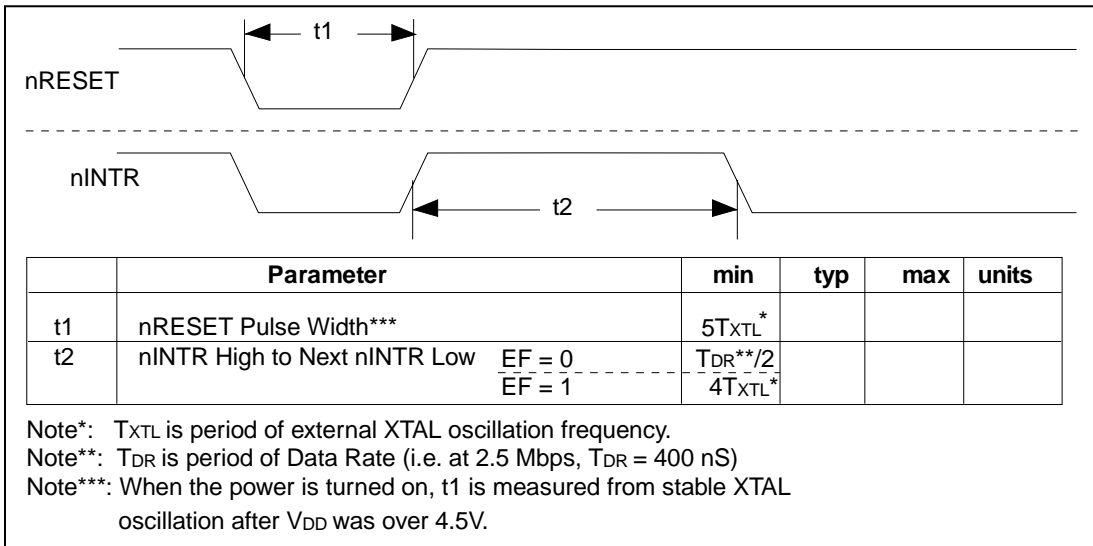 t1
nRESET
nINTR
t2
Parameter min typ max units
t1 nRESET Pulse Width*** 5TXTL*
t2 nINTR High to Next nINTR Low EF = 0 TDR**/2
EF = 1 4TXTL*
Note*: TXTL is period of external XTAL oscillation frequency.
Note**: TDR is period of Data Rate (i.e. at 2.5 Mbps, TDR = 400 nS)
Note***: When the power is turned on, t1 is measured from stable XTAL
oscillation after VDD was over 4.5V.